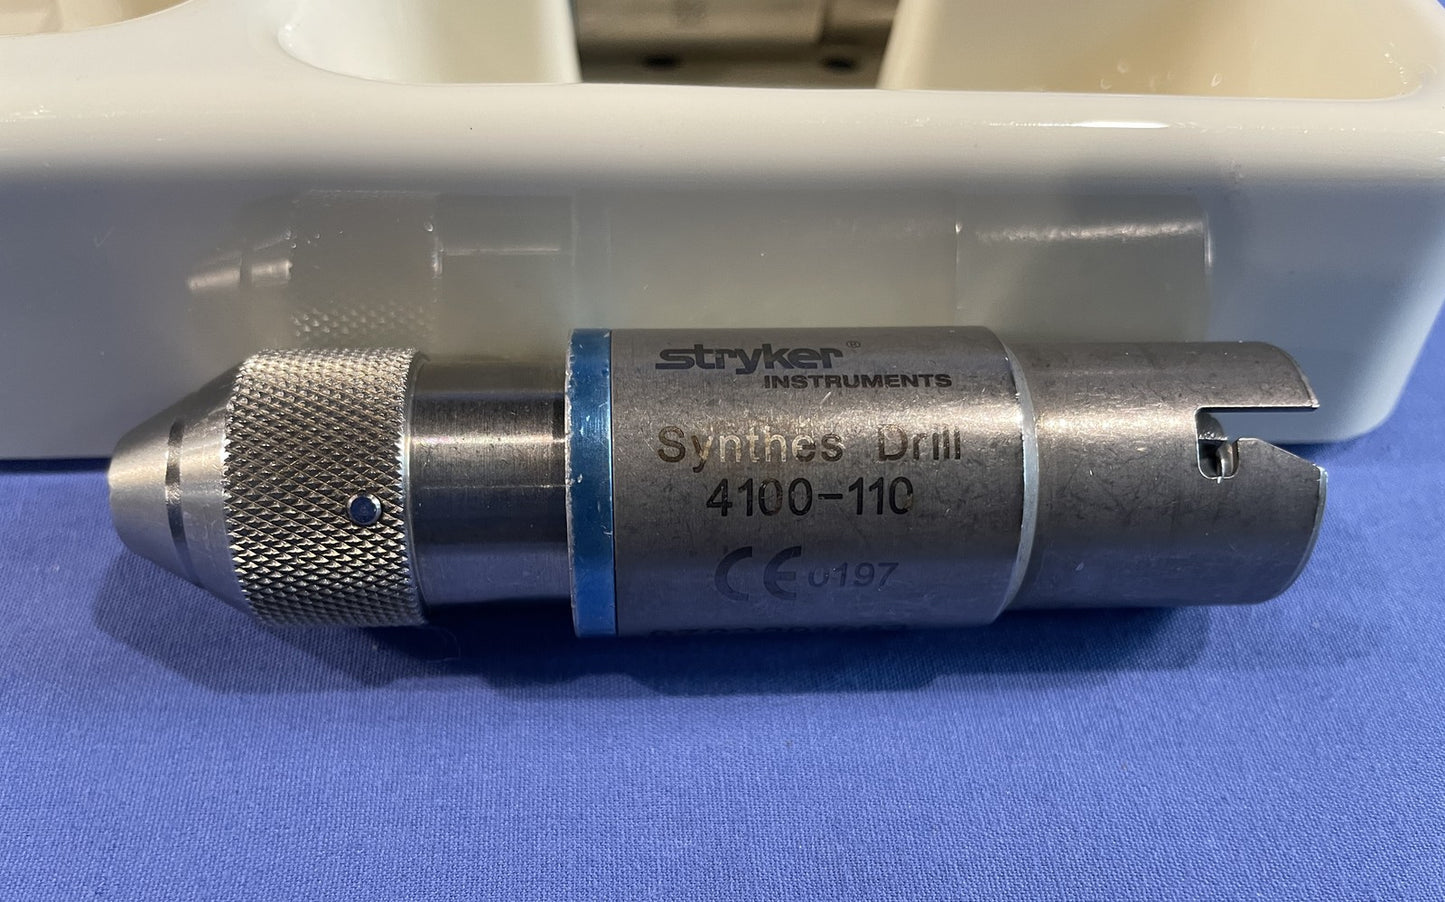 stryker®
INSTRUMENTS
Synthes Drill
4100-110
CE 0197